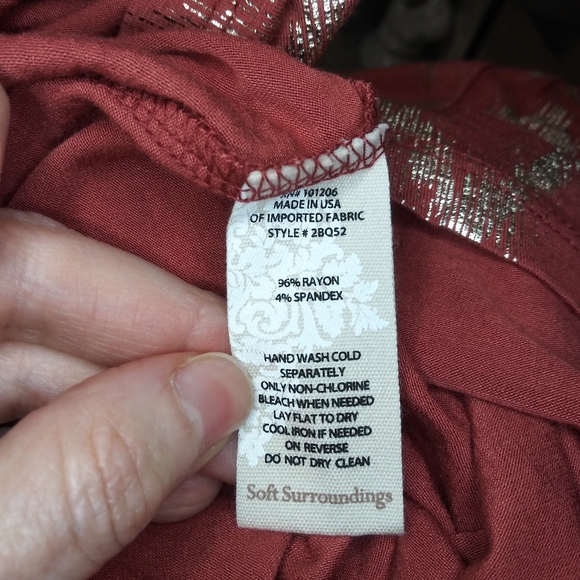 RN# 101206
MADE IN USA
OF IMPORTED FABRIC
STYLE # 2BQ52
96% RAYON
4% SPANDEX
HAND WASH COLD
SEPARATELY
ONLY NON-CHLORINE
BLEACH WHEN NEEDED
LAY FLAT TO DRY
COOL IRON IF NEEDED
ON REVERSE
DO NOT DRY CLEAN
Soft Surroundings